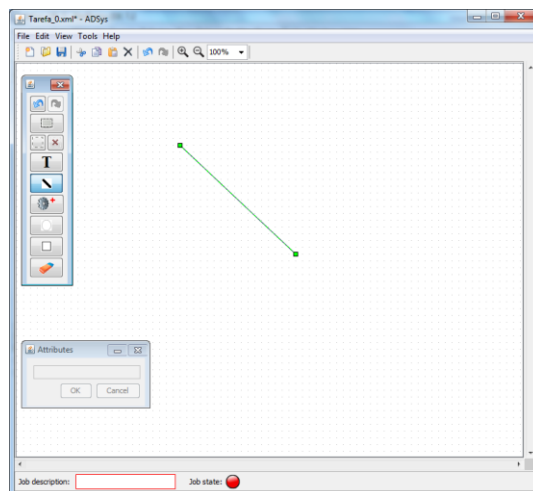 Tarefa_0.xml* - ADSys
File Edit View Tools Help
100%
T
Attributes
OK Cancel
Job description: Job state: